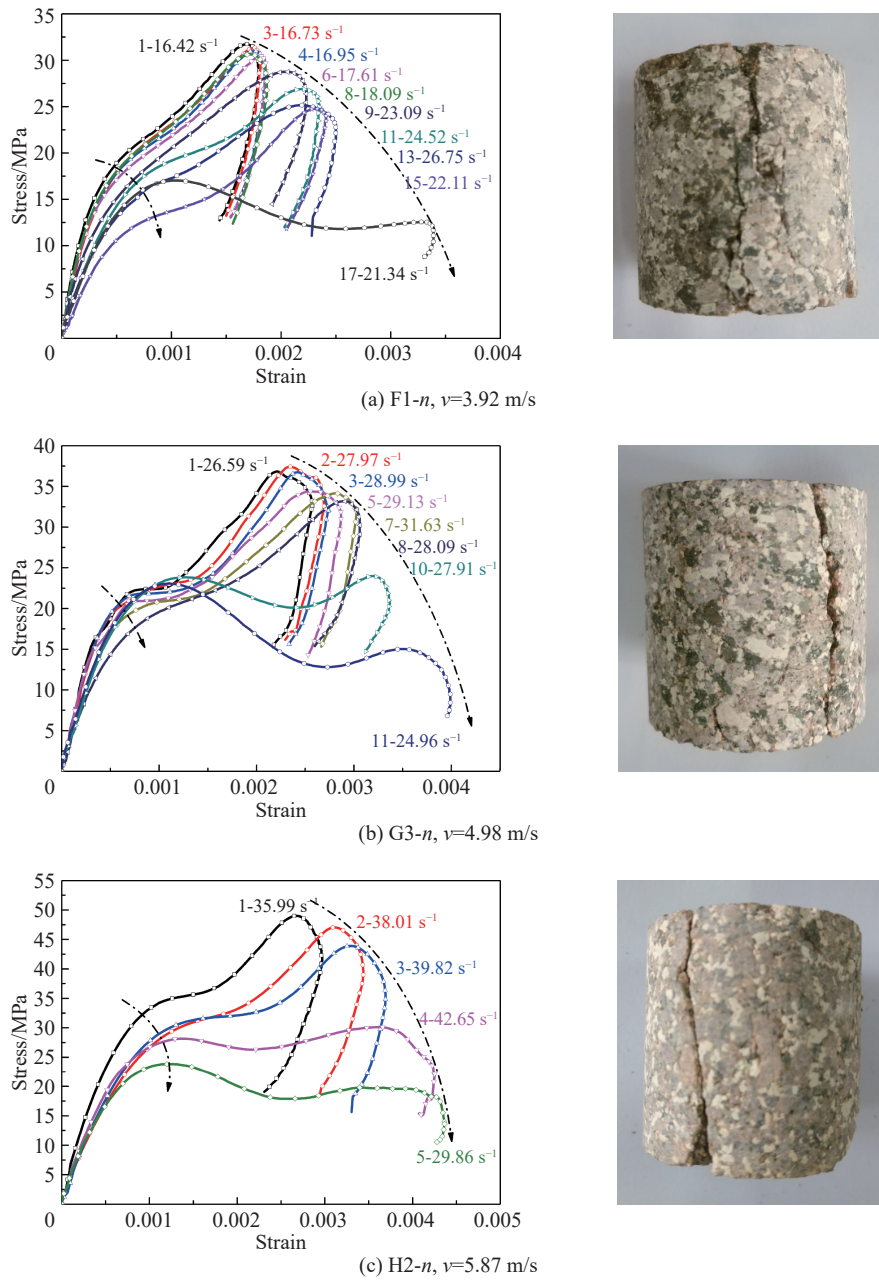 35
30
25
20
15
10
5
0
0.001
0.002
0.003
0.004
Stress/MPa
Strain
1-16.42 s⁻¹
3-16.73 s⁻¹
4-16.95 s⁻¹
6-17.61 s⁻¹
8-18.09 s⁻¹
9-23.09 s⁻¹
11-24.52 s⁻¹
13-26.75 s⁻¹
15-22.11 s⁻¹
17-21.34 s⁻¹
(a) F1-n, v=3.92 m/s
40
35
30
25
20
15
10
5
0
0.001
0.002
0.003
0.004
Stress/MPa
Strain
1-26.59 s⁻¹
2-27.97 s⁻¹
3-28.99 s⁻¹
5-29.13 s⁻¹
7-31.63 s⁻¹
8-28.09 s⁻¹
10-27.91 s⁻¹
11-24.96 s⁻¹
(b) G3-n, v=4.98 m/s
55
50
45
40
35
30
25
20
15
10
5
0
0.001
0.002
0.003
0.004
0.005
Stress/MPa
Strain
1-35.99 s⁻¹
2-38.01 s⁻¹
3-39.82 s⁻¹
4-42.65 s⁻¹
5-29.86 s⁻¹
(c) H2-n, v=5.87 m/s